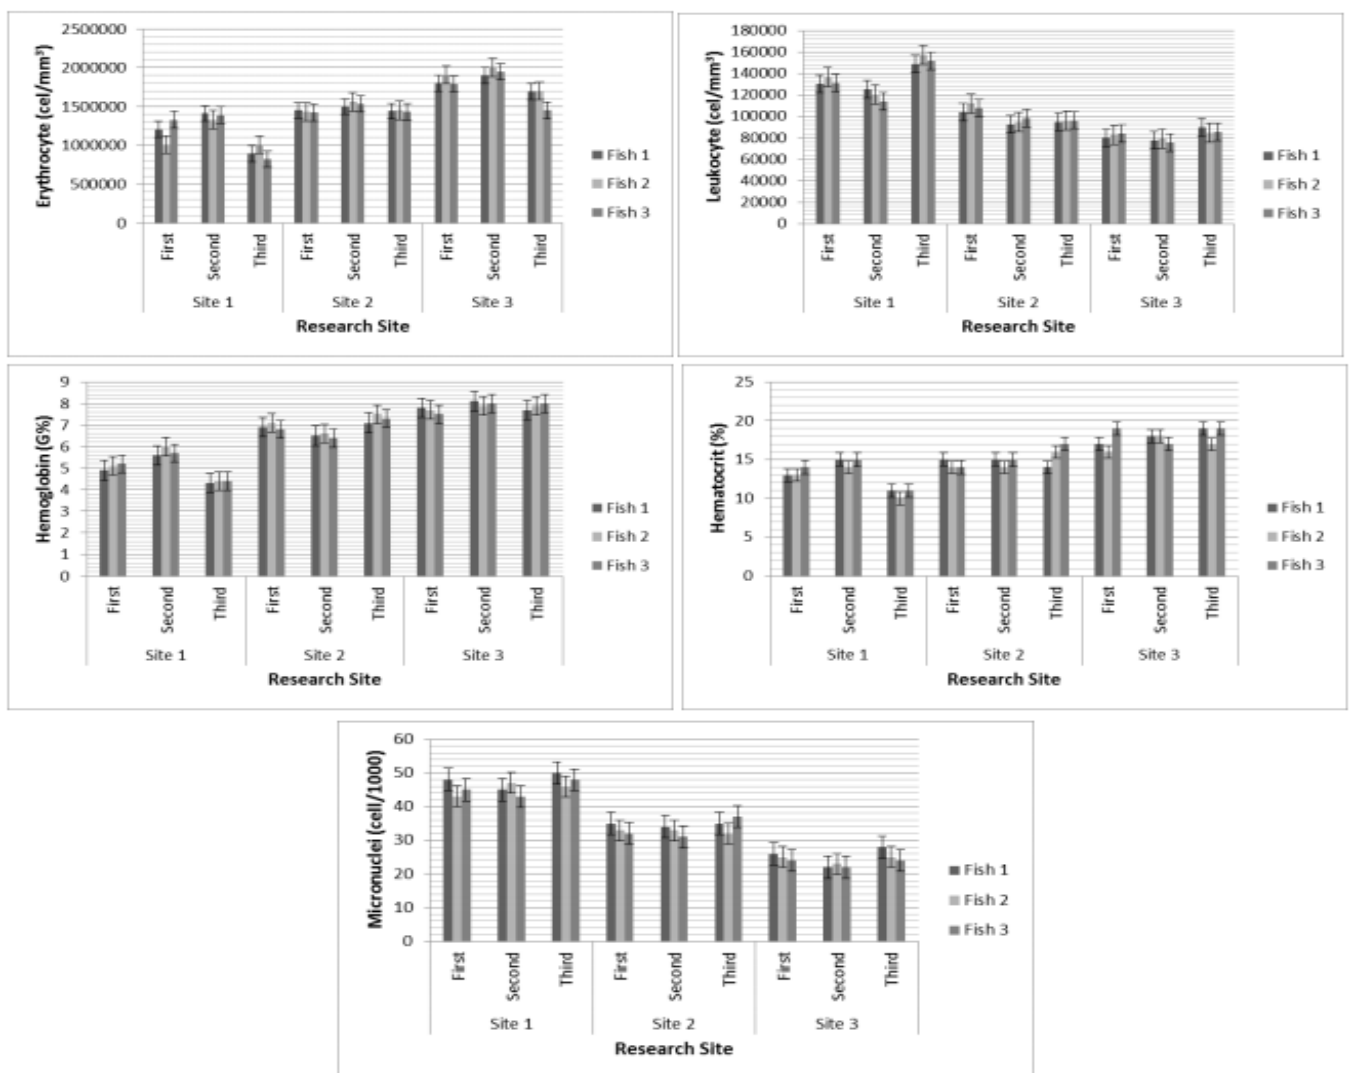 2500000
2000000
1500000
1000000
500000
0
Erythrocyte (cel/mm³)
First
Second
Third
First
Second
Third
First
Second
Third
Site 1
Site 2
Site 3
Research Site
Fish 1
Fish 2
Fish 3
180000
160000
140000
120000
100000
80000
60000
40000
20000
0
Leukocyte (cel/mm³)
First
Second
Third
First
Second
Third
First
Second
Third
Site 1
Site 2
Site 3
Research Site
Fish 1
Fish 2
Fish 3
9
8
7
6
5
4
3
2
1
0
Hemoglobin (G%)
First
Second
Third
First
Second
Third
First
Second
Third
Site 1
Site 2
Site 3
Research Site
Fish 1
Fish 2
Fish 3
25
20
15
10
5
0
Hematocrit (%)
First
Second
Third
First
Second
Third
First
Second
Third
Site 1
Site 2
Site 3
Research Site
Fish 1
Fish 2
Fish 3
60
50
40
30
20
10
0
Micronuclei (cell/1000)
First
Second
Third
First
Second
Third
First
Second
Third
Site 1
Site 2
Site 3
Research Site
Fish 1
Fish 2
Fish 3